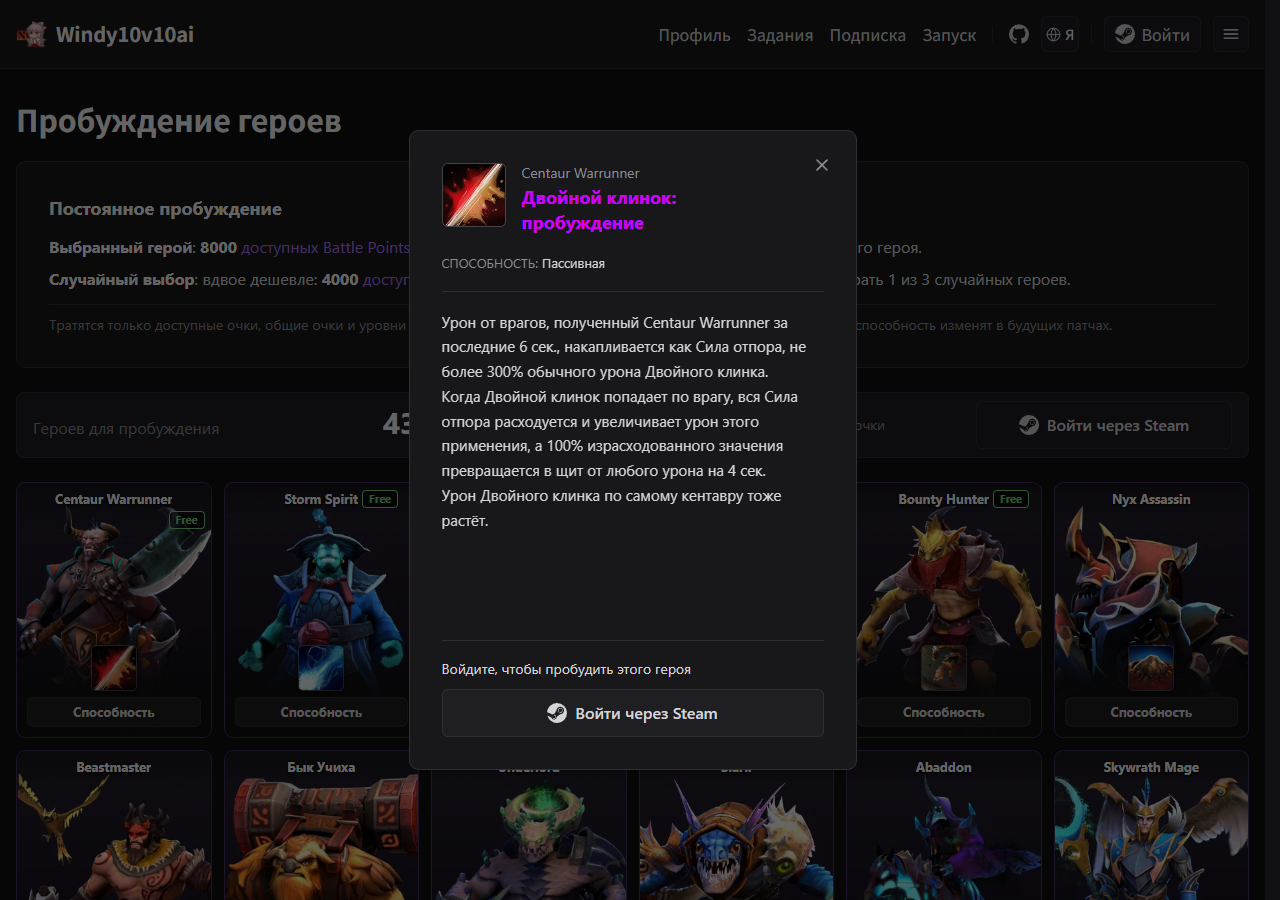 Windy10v10ai
Профиль Задания Подписка Запуск Я Войти
Пробуждение героев
Постоянное пробуждение
Выбранный герой: 8000 доступных Battle Points го героя.
Случайный выбор: вдвое дешевле: 4000 1 из 3 случайных героев.
Тратятся только доступные очки, общие очки и уровни способность изменят в будущих патчах.
Героев для пробуждения 43 Войти через Steam
Centaur Warrunner
Двойной клинок:
пробуждение
СПОСОБНОСТЬ: Пассивная
Урон от врагов, полученный Centaur Warrunner за
последние 6 сек., накапливается как Сила отпора, не
более 300% обычного урона Двойного клинка.
Когда Двойной клинок попадает по врагу, вся Сила
отпора расходуется и увеличивает урон этого
применения, а 100% израсходованного значения
превращается в щит от любого урона на 4 сек.
Урон Двойного клинка по самому кентавру тоже
растёт.
Войдите, чтобы пробудить этого героя
Войти через Steam
Centaur Warrunner Storm Spirit Free Bounty Hunter Free Nyx Assassin
Free
Способность Способность Способность Способность
Beastmaster Бык Учиха Abaddon Skywrath Mage